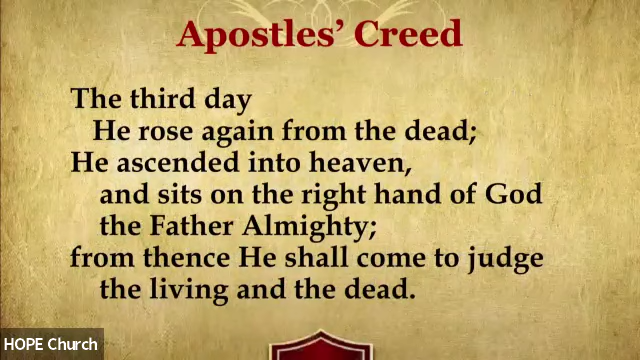 Apostles’ Creed
The third day
He rose again from the dead;
He ascended into heaven,
and sits on the right hand of God
the Father Almighty;
from thence He shall come to judge
the living and the dead.
HOPE Church